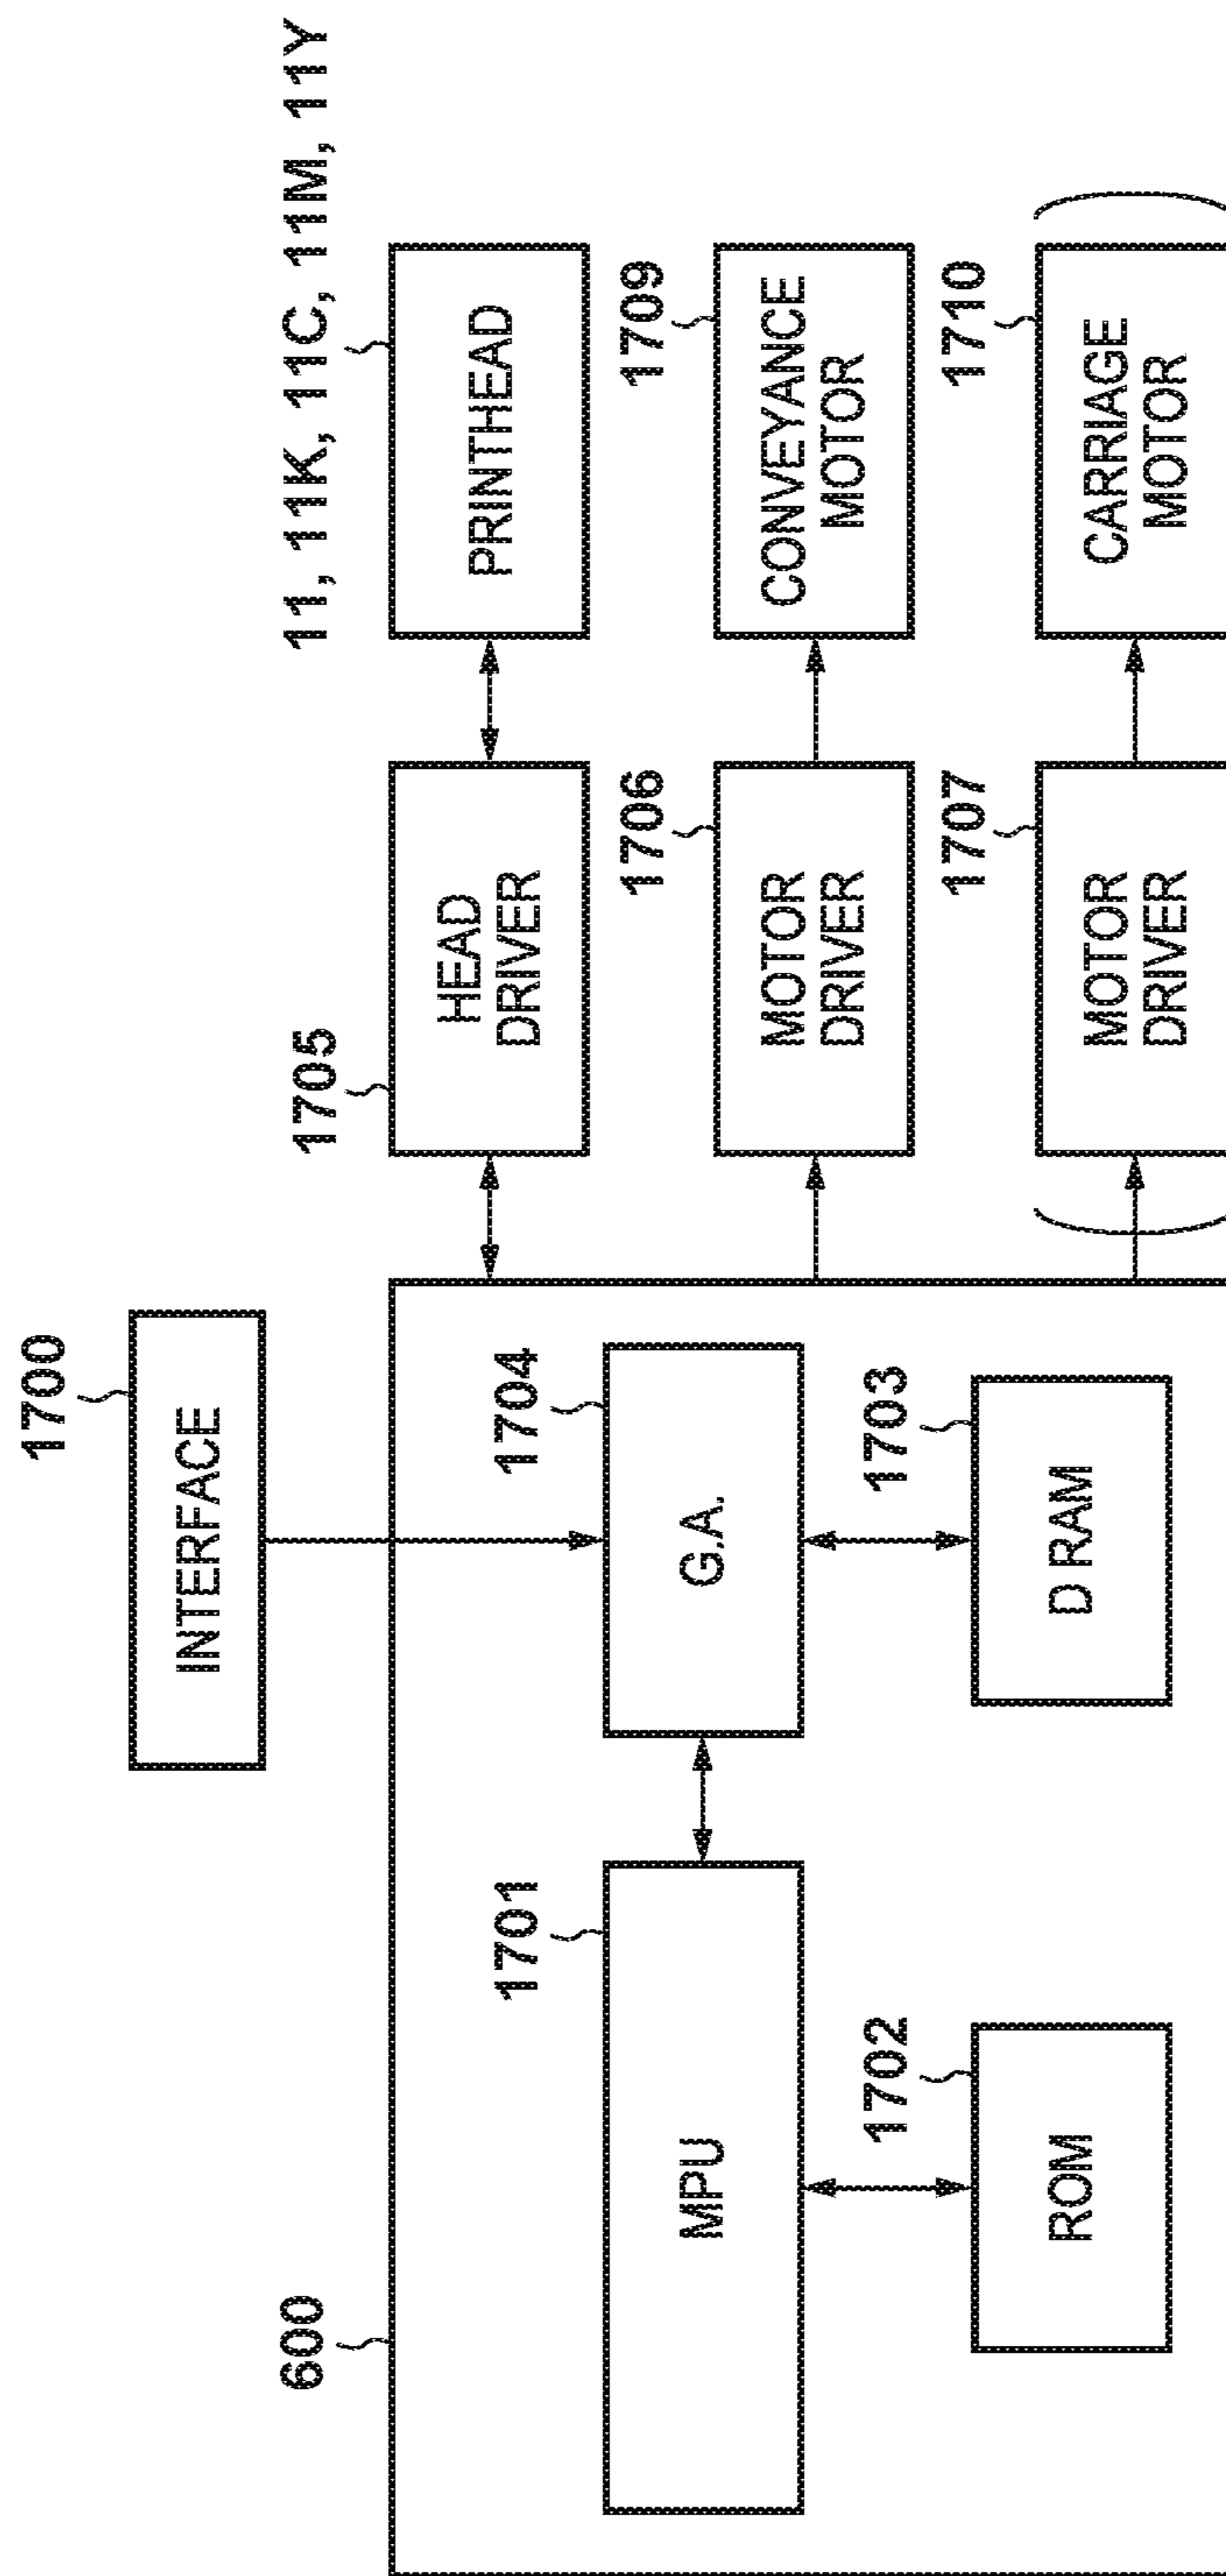 1700
INTERFACE
600
1705
11, 11K, 11C, 11M, 11Y
1701
MPU
1704
G.A.
HEAD
DRIVER
PRINTHEAD
1706
MOTOR
DRIVER
1709
CONVEYANCE
MOTOR
1702
ROM
1703
D RAM
1707
MOTOR
DRIVER
1710
CARRIAGE
MOTOR